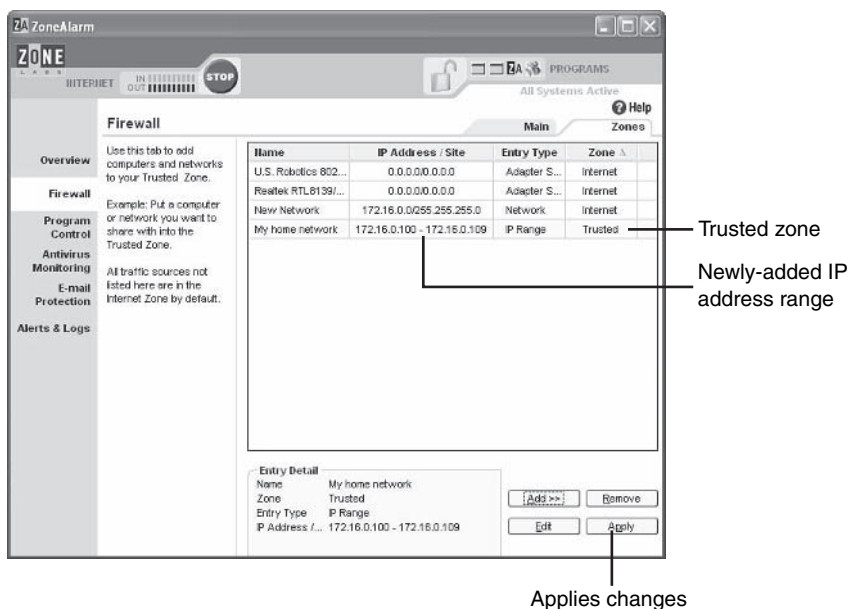 ZA ZoneAlarm
ZONE
LABS
INTERNET IN OUT STOP
ZA PROGRAMS
All Systems Active
Help
Firewall
Main Zones
Overview
Firewall
Program
Control
Antivirus
Monitoring
E-mail
Protection
Alerts & Logs
Use this tab to add
computers and networks
to your Trusted Zone.
Example: Put a computer
or network you want to
share with into the
Trusted Zone.
All traffic sources not
listed here are in the
Internet Zone by default.
Name IP Address / Site Entry Type Zone
U.S. Robotics 802... 0.0.0.0/0.0.0.0 Adapter S... Internet
Realtek RTL8139/... 0.0.0.0/0.0.0.0 Adapter S... Internet
New Network 172.16.0.0/255.255.255.0 Network Internet
My home network 172.16.0.100 - 172.16.0.109 IP Range Trusted
Trusted zone
Newly-added IP
address range
Entry Detail
Name My home network
Zone Trusted
Entry Type IP Range
IP Address /... 172.16.0.100 - 172.16.0.109
Add >> Remove
Edit Apply
Applies changes